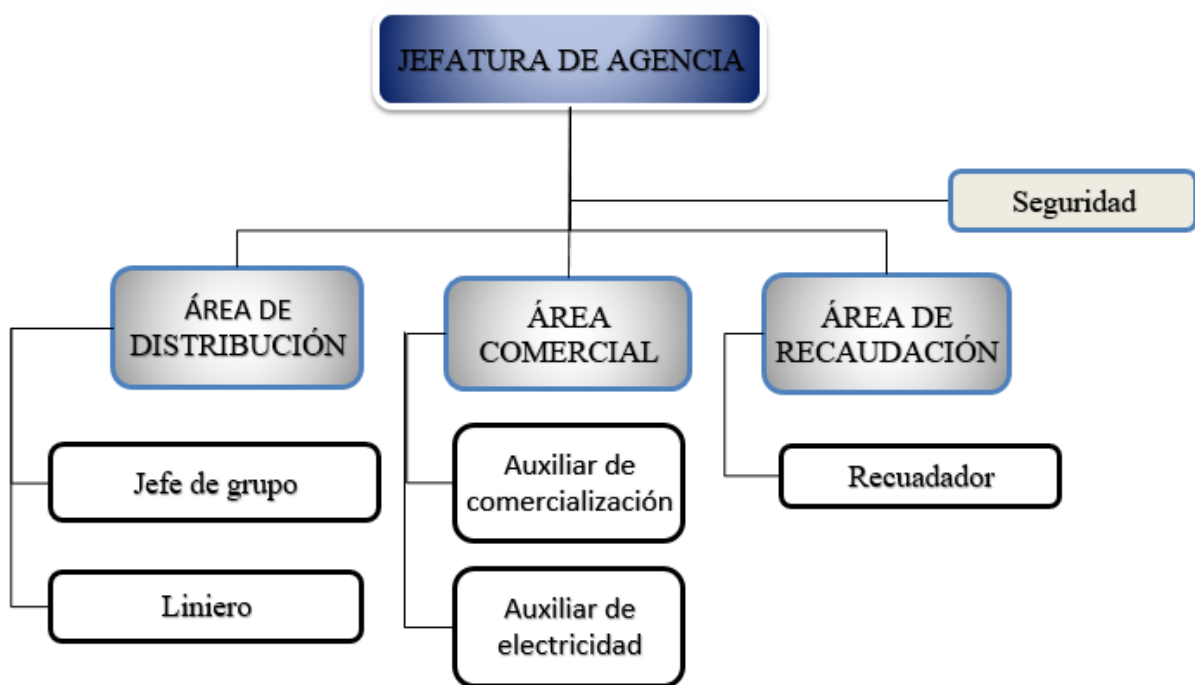 JEFATURA DE AGENCIA
Seguridad
ÁREA DE
DISTRIBUCIÓN
ÁREA
COMERCIAL
ÁREA DE
RECAUDACIÓN
Jefe de grupo
Auxiliar de
comercialización
Recuadador
Liniero
Auxiliar de
electricidad